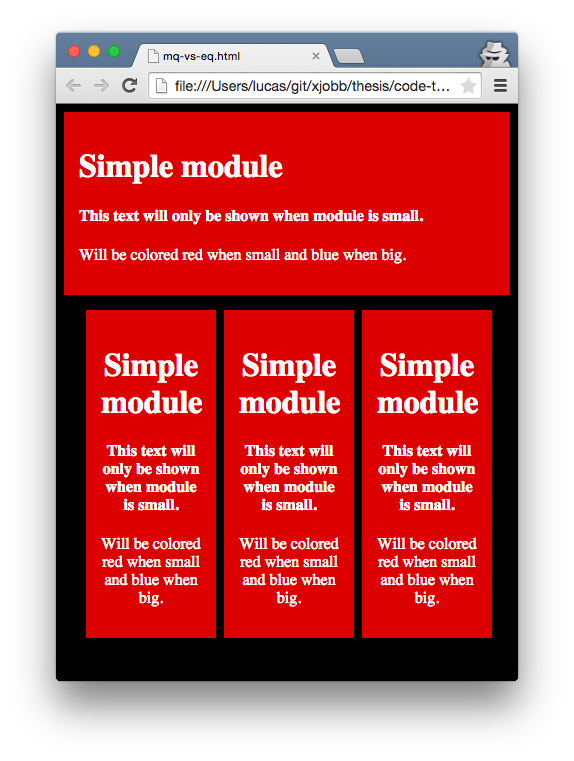 mq-vs-eq.html
file:///Users/lucas/git/xjobb/thesis/code-t...
Simple module
This text will only be shown when module is small.
Will be colored red when small and blue when big.
Simple
module
This text will
only be shown
when module
is small.
Will be colored
red when small
and blue when
big.
Simple
module
This text will
only be shown
when module
is small.
Will be colored
red when small
and blue when
big.
Simple
module
This text will
only be shown
when module
is small.
Will be colored
red when small
and blue when
big.